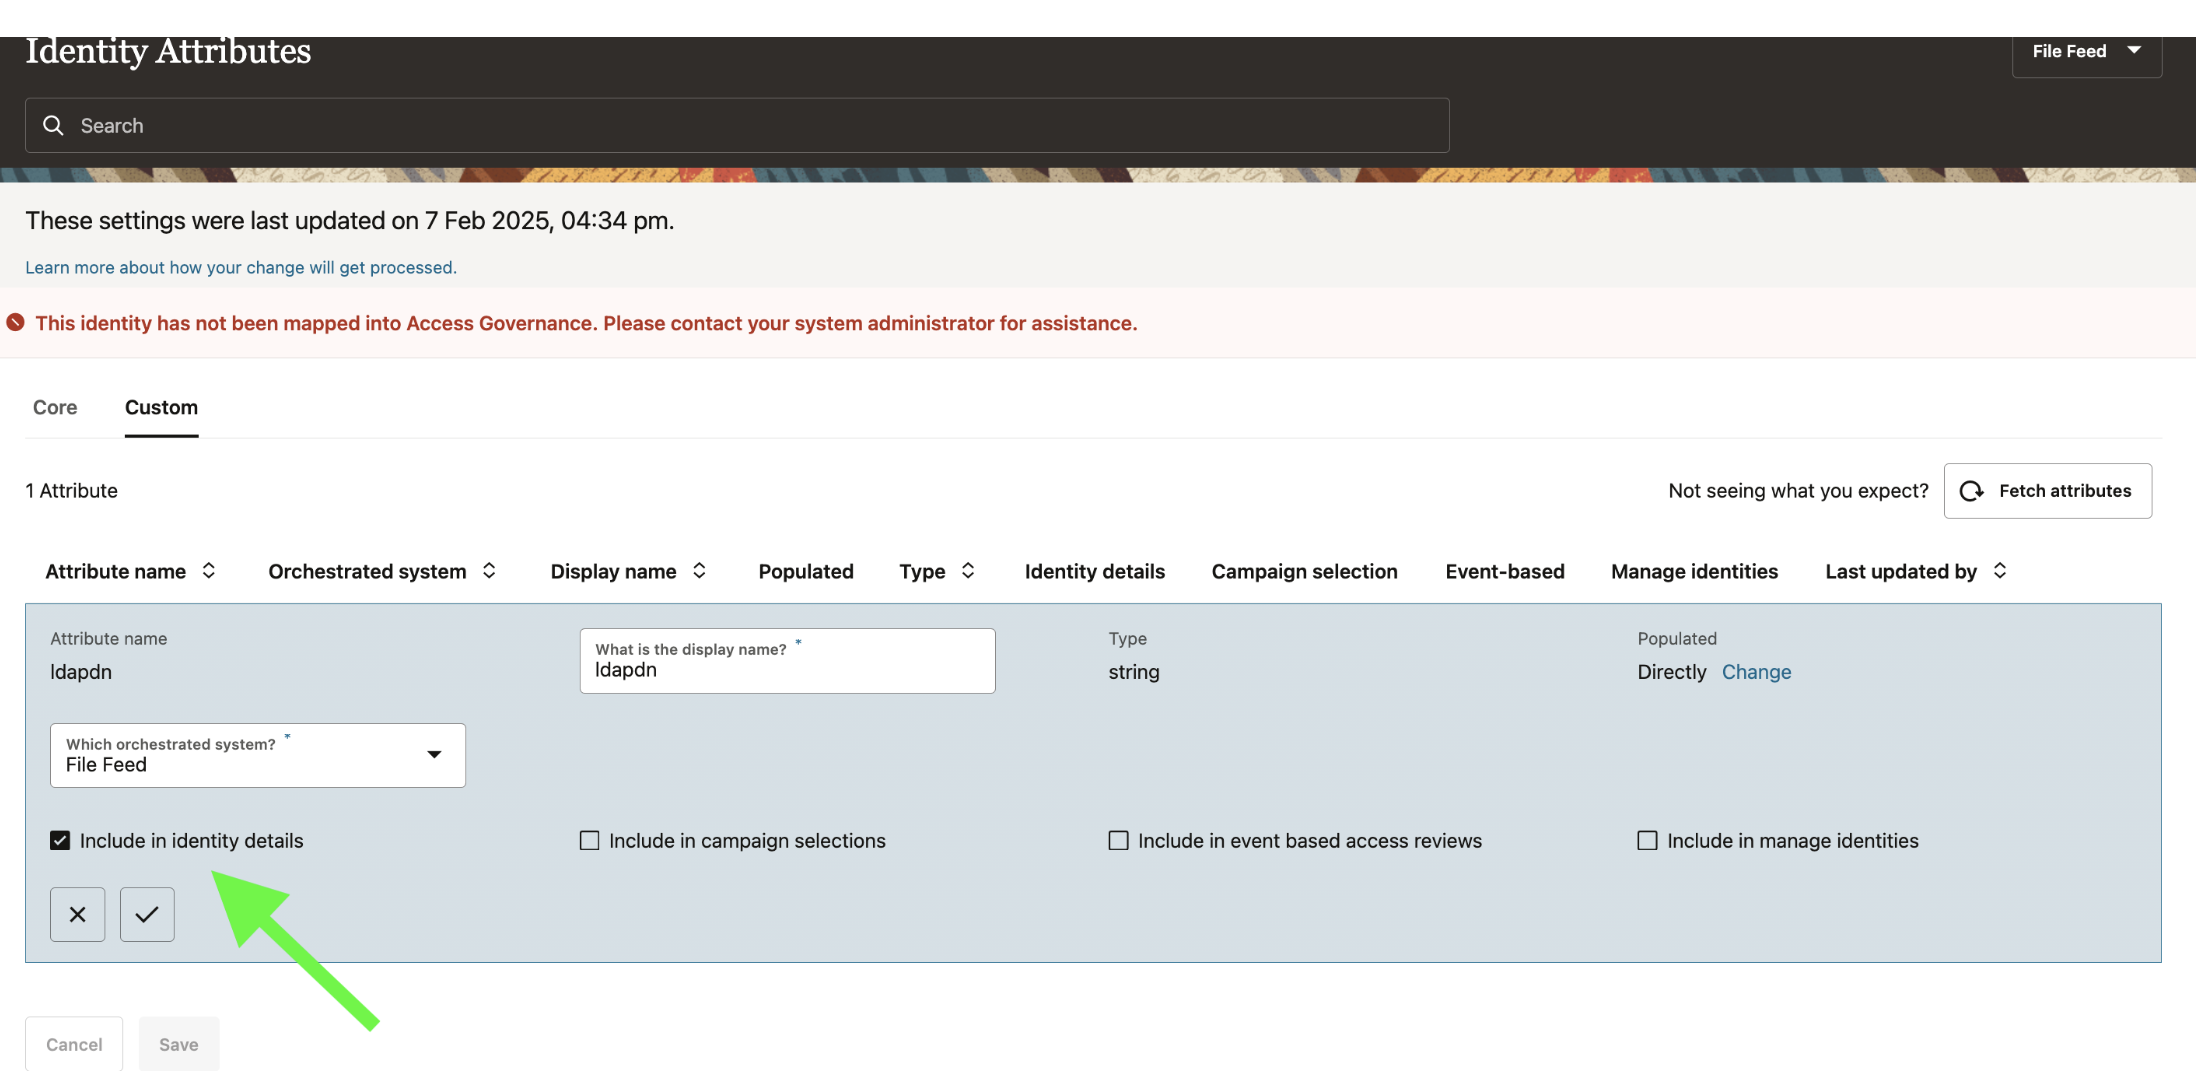 Identity Attributes
File Feed
Search
These settings were last updated on 7 Feb 2025, 04:34 pm.
Learn more about how your change will get processed.
This identity has not been mapped into Access Governance. Please contact your system administrator for assistance.
Core Custom
1 Attribute
Not seeing what you expect? Fetch attributes
Attribute name Orchestrated system Display name Populated Type Identity details Campaign selection Event-based Manage identities Last updated by
Attribute name
ldapdn
What is the display name? *
ldapdn
Type
string
Populated
Directly Change
Which orchestrated system? *
File Feed
Include in identity details Include in campaign selections Include in event based access reviews Include in manage identities
Cancel Save